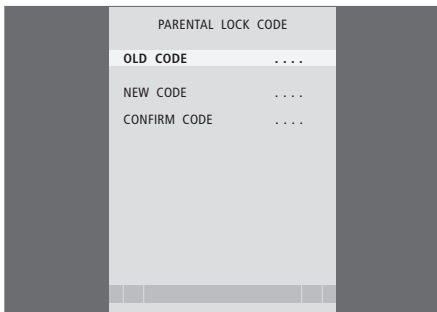 PARENTAL LOCK CODE
OLD CODE ....
NEW CODE ....
CONFIRM CODE ....